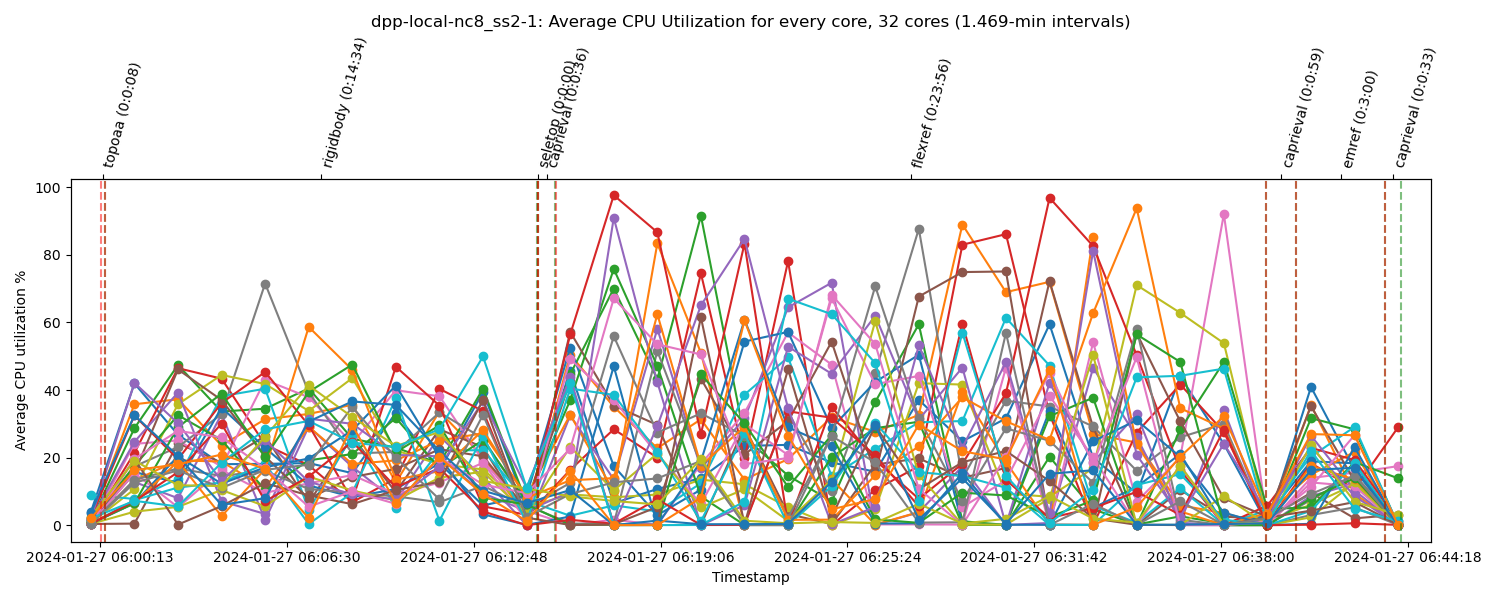 dpp-local-nc8_ss2-1: Average CPU Utilization for every core, 32 cores (1.469-min intervals)
topoaa (0:0:08)
rigidbody (0:14:34)
seletop (0:0:00)
caprieval (0:0:36)
flexref (0:23:56)
caprieval (0:0:59)
emref (0:3:00)
caprieval (0:0:33)
Average CPU utilization %
100
80
60
40
20
0
2024-01-27 06:00:13
2024-01-27 06:06:30
2024-01-27 06:12:48
2024-01-27 06:19:06
2024-01-27 06:25:24
2024-01-27 06:31:42
2024-01-27 06:38:00
2024-01-27 06:44:18
Timestamp